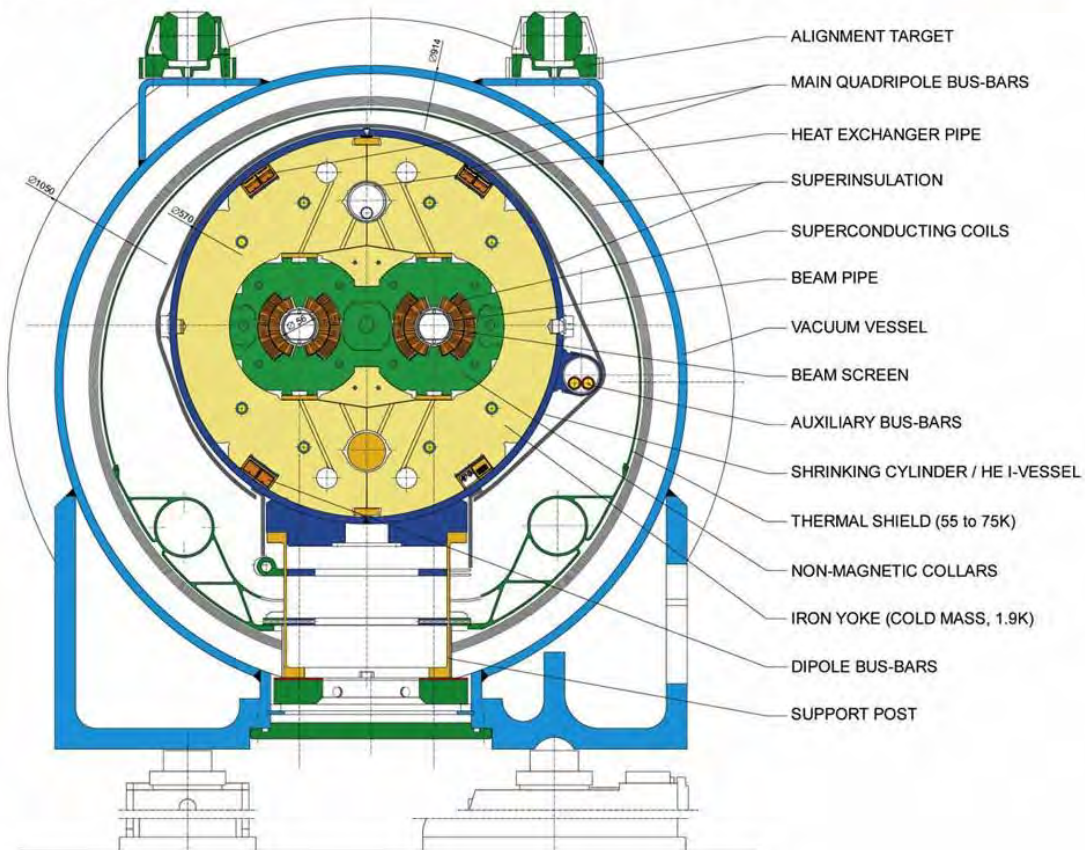 ALIGNMENT TARGET
MAIN QUADRIPOLE BUS-BARS
HEAT EXCHANGER PIPE
SUPERINSULATION
SUPERCONDUCTING COILS
BEAM PIPE
VACUUM VESSEL
BEAM SCREEN
AUXILIARY BUS-BARS
SHRINKING CYLINDER / HE I-VESSEL
THERMAL SHIELD (55 to 75K)
NON-MAGNETIC COLLARS
IRON YOKE (COLD MASS, 1.9K)
DIPOLE BUS-BARS
SUPPORT POST
Ø914
Ø1050
Ø570
Ø 56